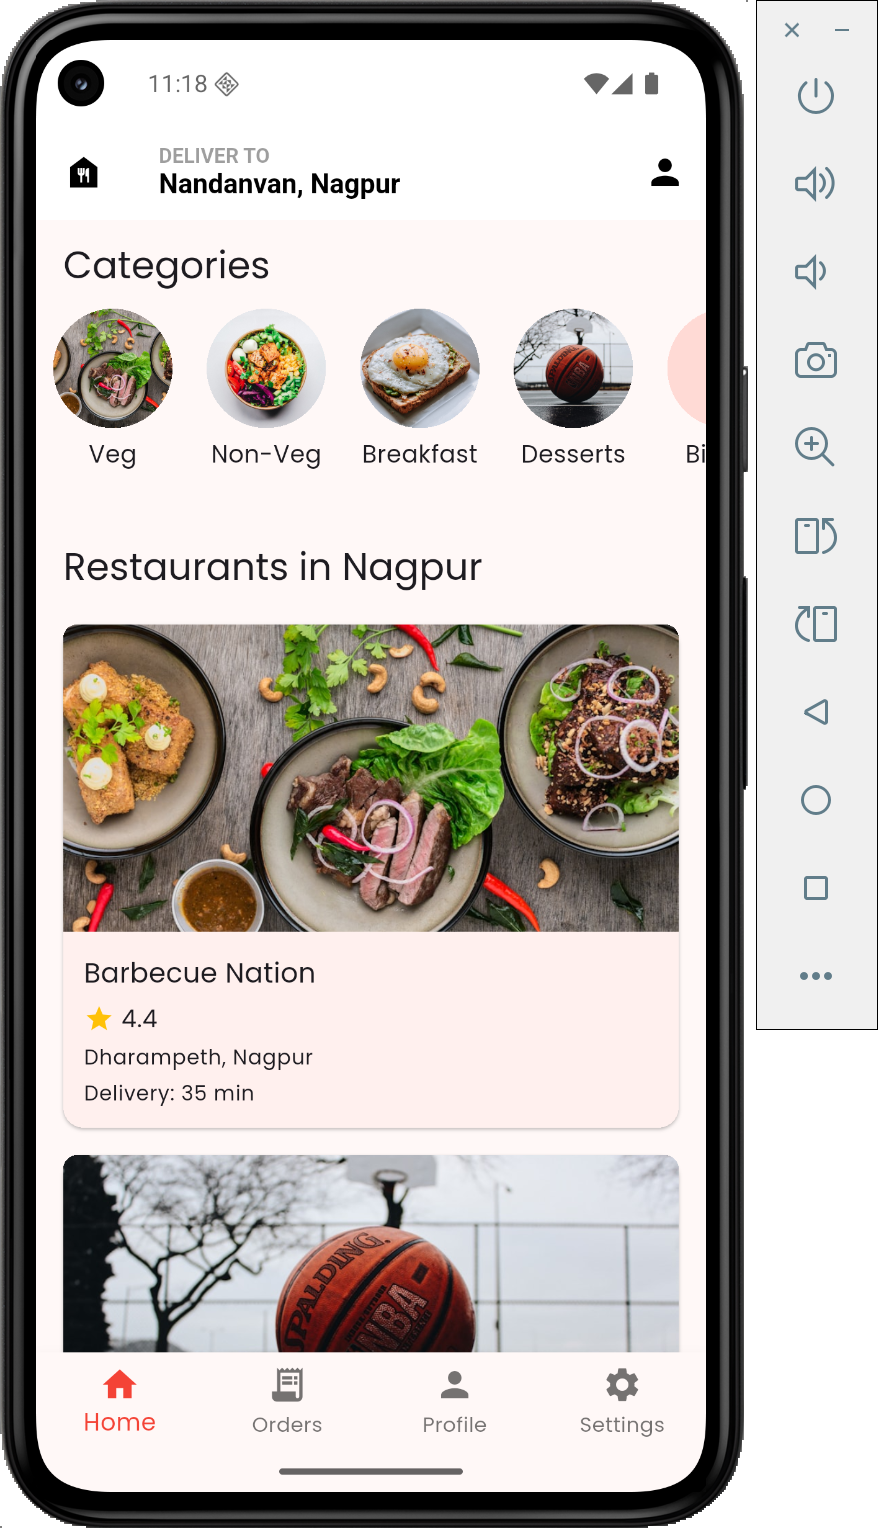 11:18
DELIVER TO
Nandanvan, Nagpur
Categories
Veg Non-Veg Breakfast Desserts Bi
Restaurants in Nagpur
Barbecue Nation
4.4
Dharampeth, Nagpur
Delivery: 35 min
SPALDING
NBA
Home Orders Profile Settings